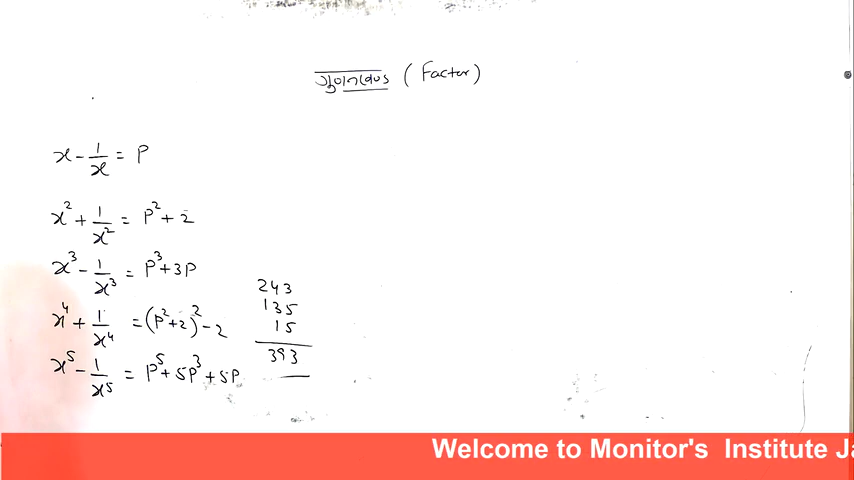 (Factor)
x - 1/x = P
x² + 1/x² = P² + 2
x³ - 1/x³ = P³ + 3P
x⁴ + 1/x⁴ = (P² + 2)² - 2
x⁵ - 1/x⁵ = P⁵ + 5P³ + 5P
243
135
15
393
Welcome to Monitor's Institute Ja